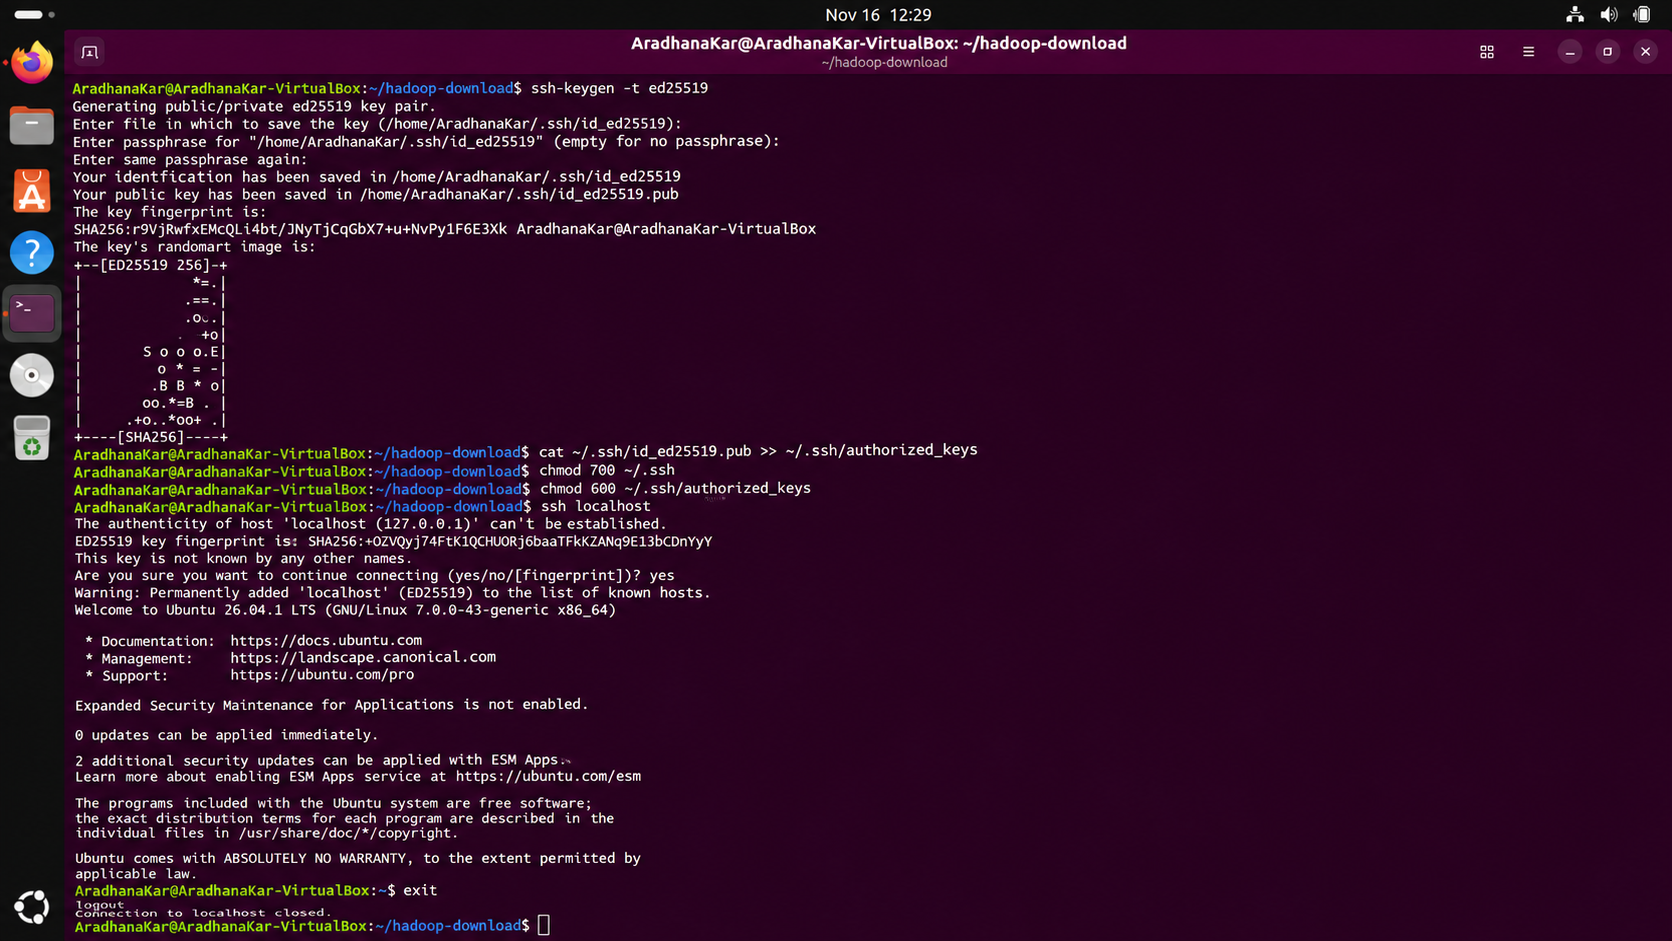 Nov 16 12:29
AradhanaKar@AradhanaKar-VirtualBox: ~/hadoop-download
~/hadoop-download
AradhanaKar@AradhanaKar-VirtualBox:~/hadoop-download$ ssh-keygen -t ed25519
Generating public/private ed25519 key pair.
Enter file in which to save the key (/home/AradhanaKar/.ssh/id_ed25519):
Enter passphrase for "/home/AradhanaKar/.ssh/id_ed25519" (empty for no passphrase):
Enter same passphrase again:
Your identfication has been saved in /home/AradhanaKar/.ssh/id_ed25519
Your public key has been saved in /home/AradhanaKar/.ssh/id_ed25519.pub
The key fingerprint is:
SHA256:r9VjRwfxEMcQLi4bt/JNyTjCqGbX7+u+NvPy1F6E3Xk AradhanaKar@AradhanaKar-VirtualBox
The key's randomart image is:
+--[ED25519 256]-+
|             *=.|
|            .==.|
|            .o..|
|           .  +o|
|       S o o o.E|
|         o * = -|
|        .B B * o|
|       oo.*=B . |
|     .+o..*oo+ .|
+----[SHA256]----+
AradhanaKar@AradhanaKar-VirtualBox:~/hadoop-download$ cat ~/.ssh/id_ed25519.pub >> ~/.ssh/authorized_keys
AradhanaKar@AradhanaKar-VirtualBox:~/hadoop-download$ chmod 700 ~/.ssh
AradhanaKar@AradhanaKar-VirtualBox:~/hadoop-download$ chmod 600 ~/.ssh/authorized_keys
AradhanaKar@AradhanaKar-VirtualBox:~/hadoop-download$ ssh localhost
The authenticity of host 'localhost (127.0.0.1)' can't be established.
ED25519 key fingerprint is: SHA256:+OZVQyj74FtK1QCHUORj6baaTFkKZANq9E13bCDnYyY
This key is not known by any other names.
Are you sure you want to continue connecting (yes/no/[fingerprint])? yes
Warning: Permanently added 'localhost' (ED25519) to the list of known hosts.
Welcome to Ubuntu 26.04.1 LTS (GNU/Linux 7.0.0-43-generic x86_64)
* Documentation: https://docs.ubuntu.com
* Management: https://landscape.canonical.com
* Support: https://ubuntu.com/pro
Expanded Security Maintenance for Applications is not enabled.
0 updates can be applied immediately.
2 additional security updates can be applied with ESM Apps.
Learn more about enabling ESM Apps service at https://ubuntu.com/esm
The programs included with the Ubuntu system are free software;
the exact distribution terms for each program are described in the
individual files in /usr/share/doc/*/copyright.
Ubuntu comes with ABSOLUTELY NO WARRANTY, to the extent permitted by
applicable law.
AradhanaKar@AradhanaKar-VirtualBox:~$ exit
logout
Connection to localhost closed.
AradhanaKar@AradhanaKar-VirtualBox:~/hadoop-download$